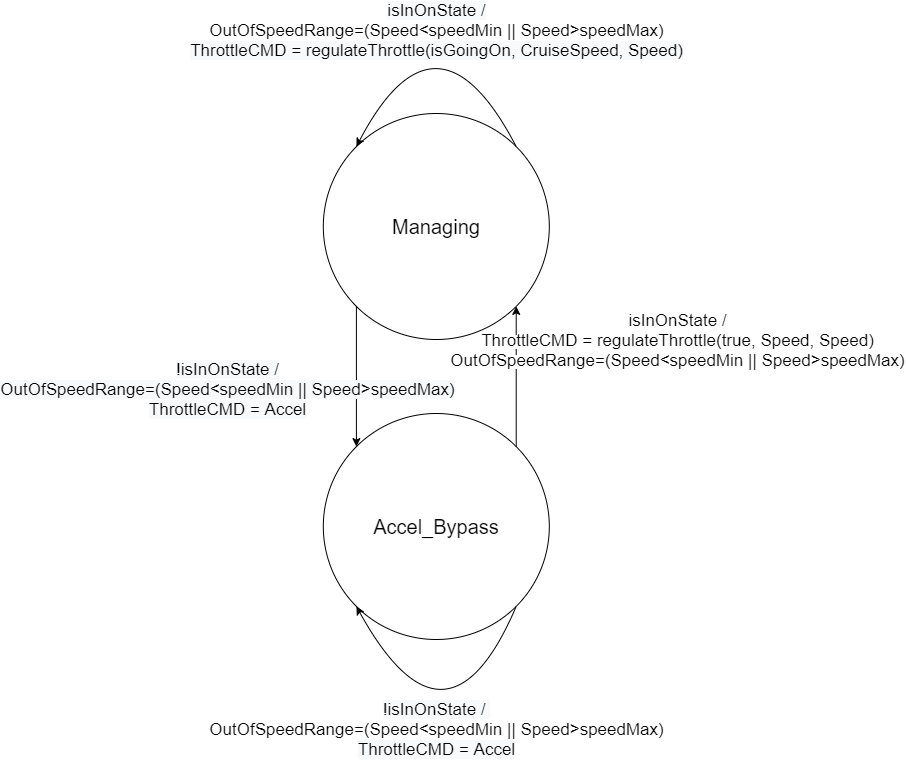 isInOnState /
OutOfSpeedRange=(Speed<speedMin || Speed>speedMax)
ThrottleCMD = regulateThrottle(isGoingOn, CruiseSpeed, Speed)
Managing
isInOnState /
ThrottleCMD = regulateThrottle(true, Speed, Speed)
OutOfSpeedRange=(Speed<speedMin || Speed>speedMax)
!isInOnState /
OutOfSpeedRange=(Speed<speedMin || Speed>speedMax)
ThrottleCMD = Accel
Accel_Bypass
!isInOnState /
OutOfSpeedRange=(Speed<speedMin || Speed>speedMax)
ThrottleCMD = Accel